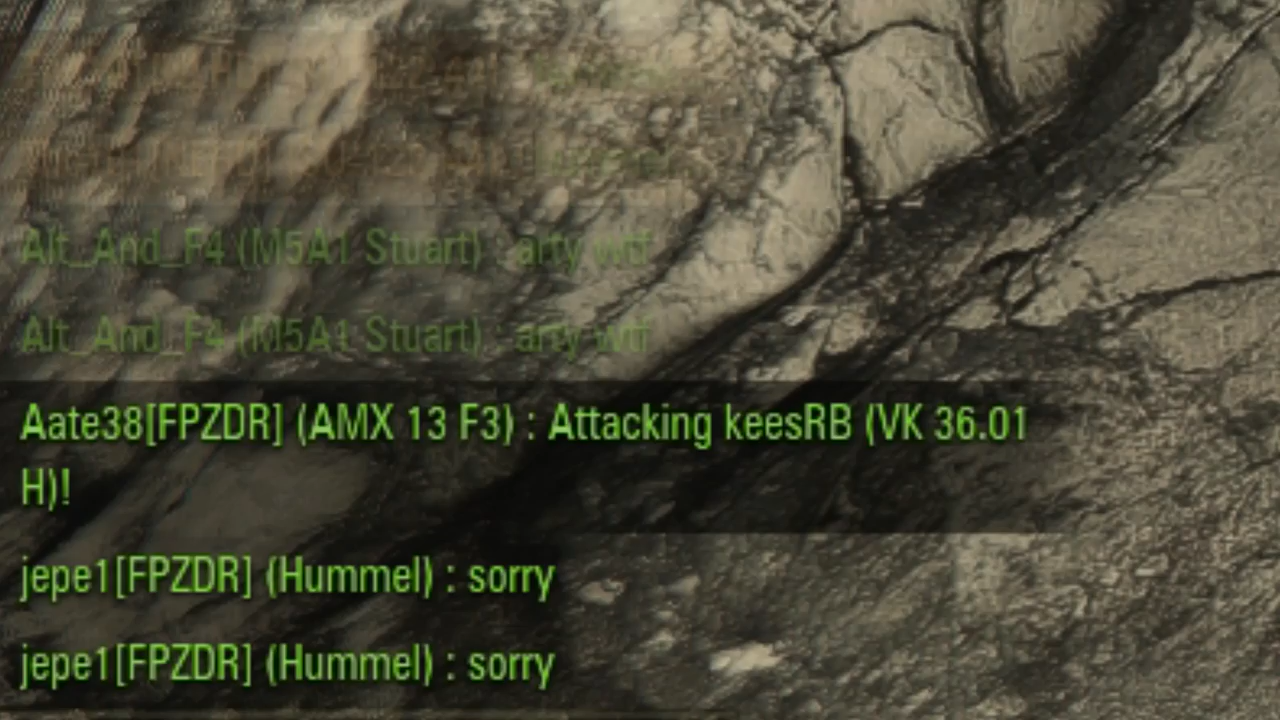 Alt_And_F4 (M5A1 Stuart) : arty wtf
Alt_And_F4 (M5A1 Stuart) : arty wtf
Aate38[FPZDR] (AMX 13 F3) : Attacking keesRB (VK 36.01
H)!
jepe1[FPZDR] (Hummel) : sorry
jepe1[FPZDR] (Hummel) : sorry